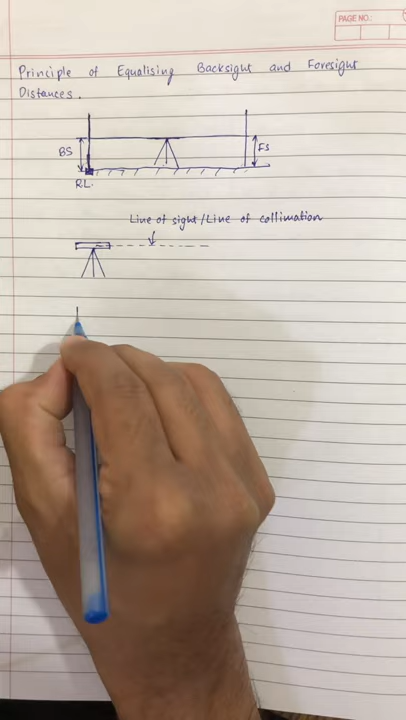 PAGE NO.:
Principle of Equalising Backsight and Foresight
Distances.
BS
FS
RL.
Line of sight/Line of collimation